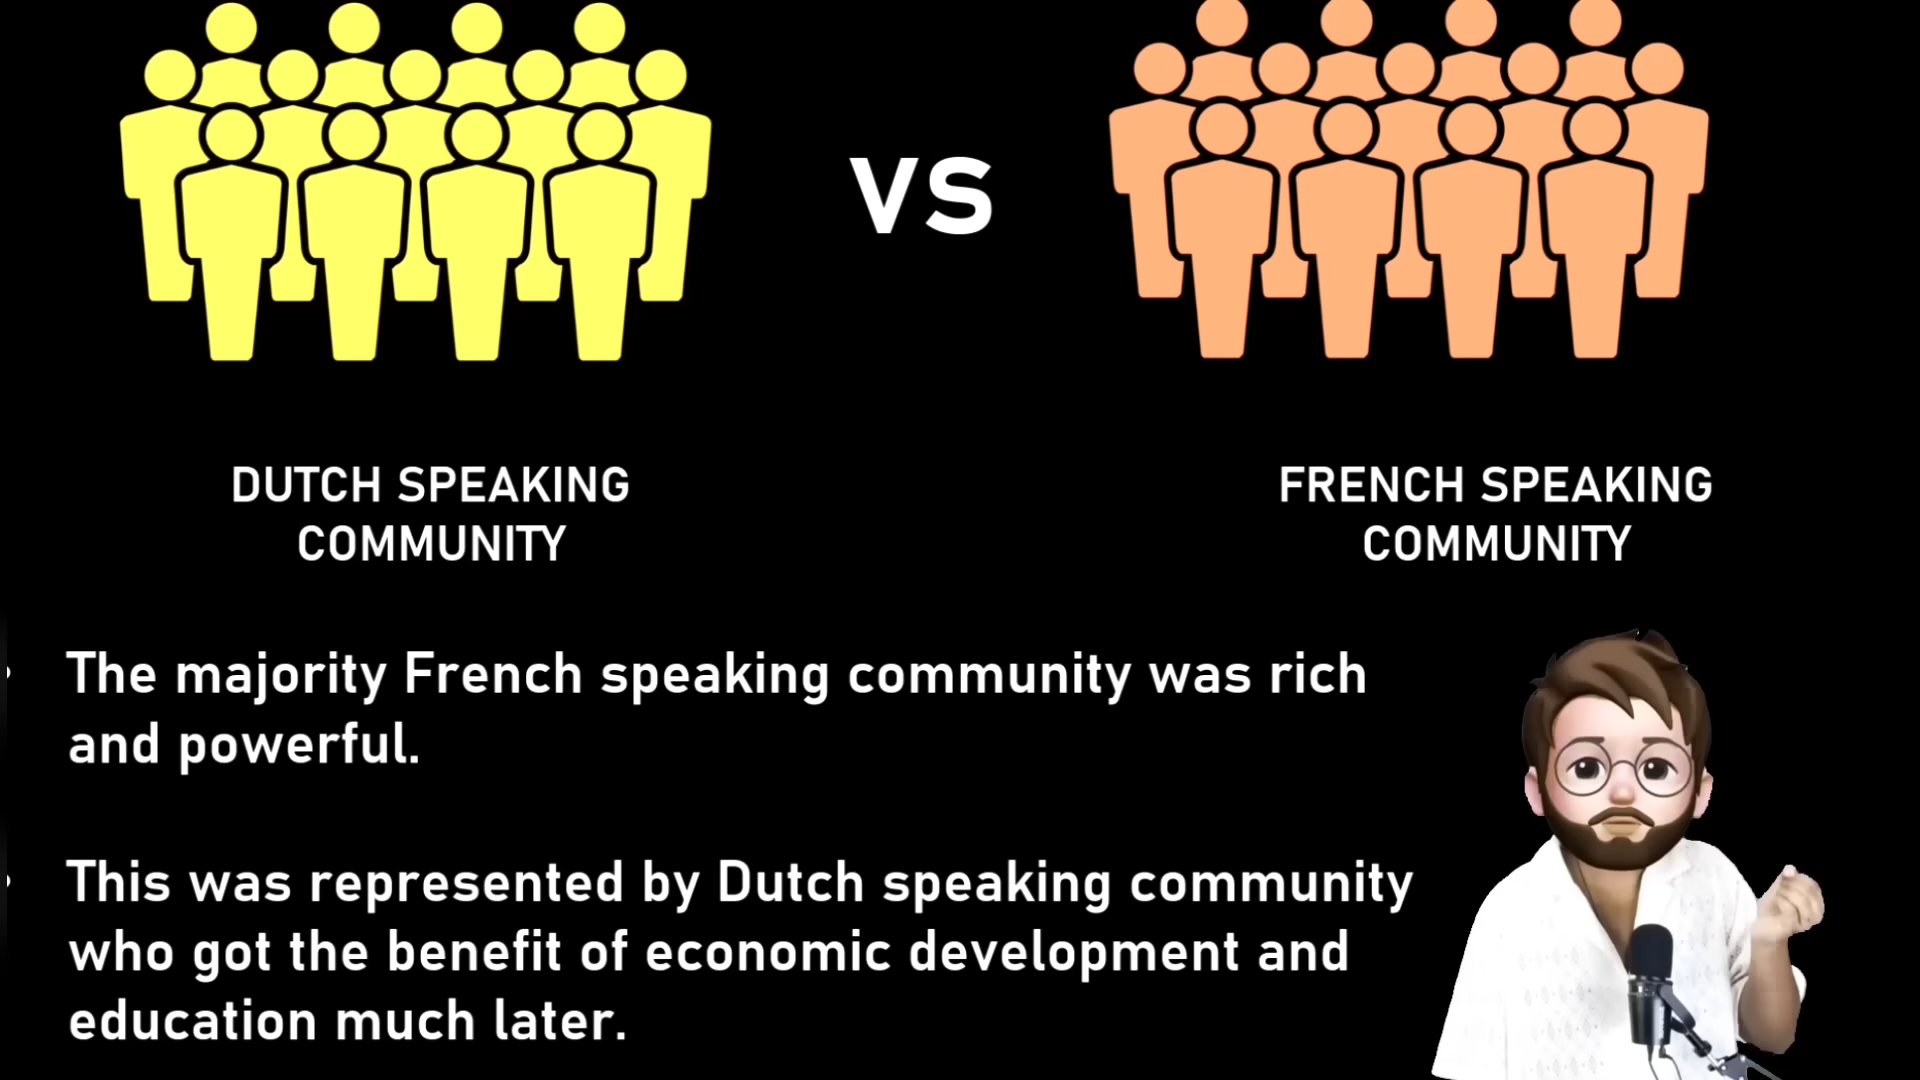 VS
DUTCH SPEAKING
COMMUNITY
FRENCH SPEAKING
COMMUNITY
The majority French speaking community was rich
and powerful.
This was represented by Dutch speaking community
who got the benefit of economic development and
education much later.